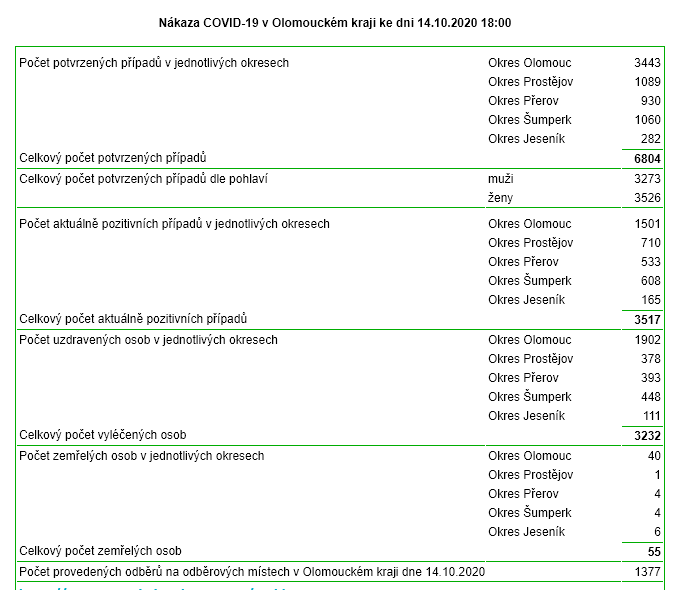 Nákaza COVID-19 v Olomouckém kraji ke dni 14.10.2020 18:00
Počet potvrzených případů v jednotlivých okresech Okres Olomouc 3443
Okres Prostějov 1089
Okres Přerov 930
Okres Šumperk 1060
Okres Jeseník 282
Celkový počet potvrzených případů 6804
Celkový počet potvrzených případů dle pohlaví muži 3273
ženy 3526
Počet aktuálně pozitivních případů v jednotlivých okresech Okres Olomouc 1501
Okres Prostějov 710
Okres Přerov 533
Okres Šumperk 608
Okres Jeseník 165
Celkový počet aktuálně pozitivních případů 3517
Počet uzdravených osob v jednotlivých okresech Okres Olomouc 1902
Okres Prostějov 378
Okres Přerov 393
Okres Šumperk 448
Okres Jeseník 111
Celkový počet vyléčených osob 3232
Počet zemřelých osob v jednotlivých okresech Okres Olomouc 40
Okres Prostějov 1
Okres Přerov 4
Okres Šumperk 4
Okres Jeseník 6
Celkový počet zemřelých osob 55
Počet provedených odběrů na odběrových místech v Olomouckém kraji dne 14.10.2020 1377